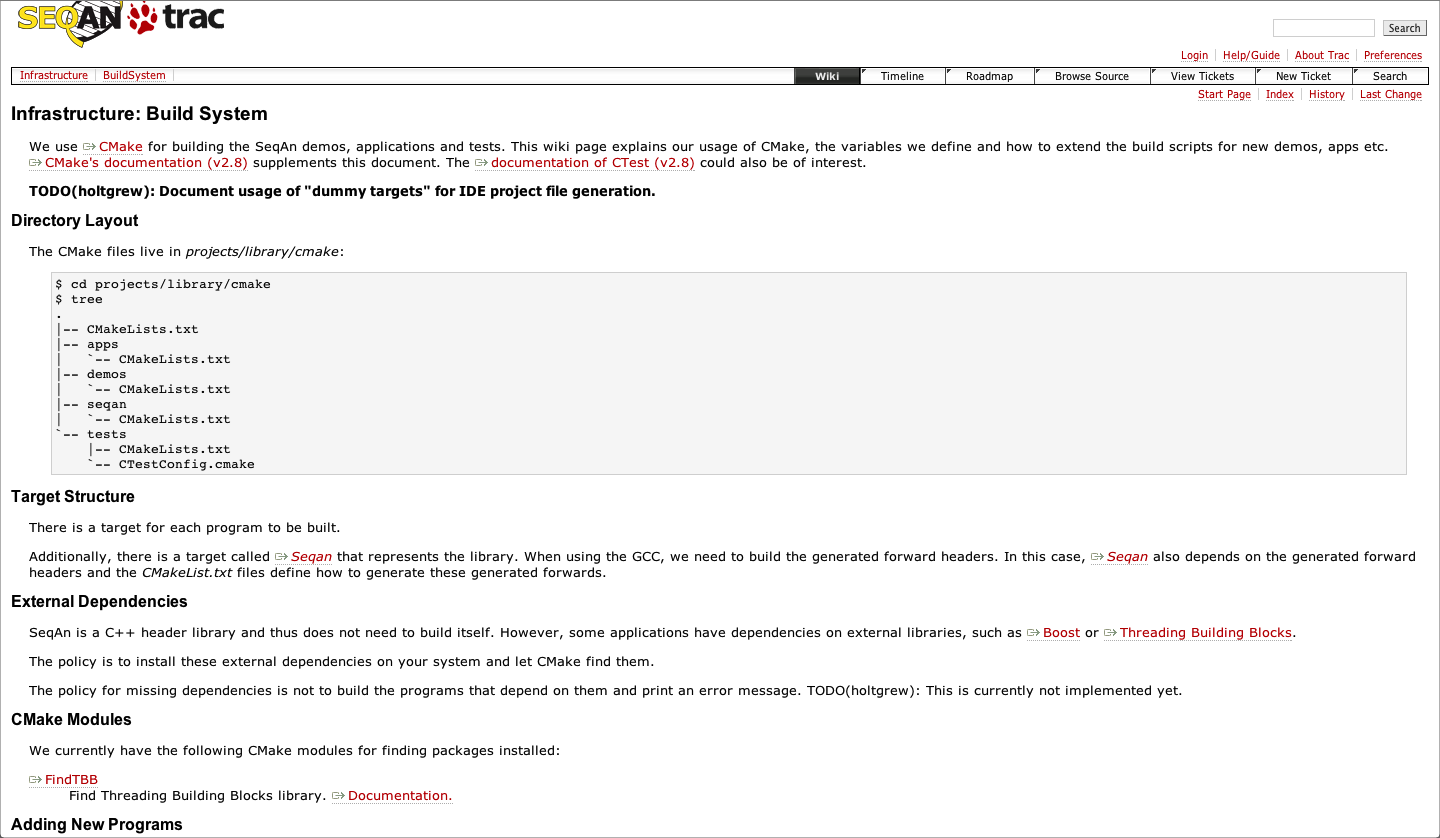 SEQAN trac
Search
Login Help/Guide About Trac Preferences
Infrastructure BuildSystem Wiki Timeline Roadmap Browse Source View Tickets New Ticket Search
Start Page Index History Last Change
Infrastructure: Build System
We use CMake for building the SeqAn demos, applications and tests. This wiki page explains our usage of CMake, the variables we define and how to extend the build scripts for new demos, apps etc.
CMake's documentation (v2.8) supplements this document. The documentation of CTest (v2.8) could also be of interest.
TODO(holtgrew): Document usage of "dummy targets" for IDE project file generation.
Directory Layout
The CMake files live in projects/library/cmake:
$ cd projects/library/cmake
$ tree
.
|-- CMakeLists.txt
|-- apps
|   `-- CMakeLists.txt
|-- demos
|   `-- CMakeLists.txt
|-- seqan
|   `-- CMakeLists.txt
`-- tests
    |-- CMakeLists.txt
    `-- CTestConfig.cmake
Target Structure
There is a target for each program to be built.
Additionally, there is a target called Seqan that represents the library. When using the GCC, we need to build the generated forward headers. In this case, Seqan also depends on the generated forward
headers and the CMakeList.txt files define how to generate these generated forwards.
External Dependencies
SeqAn is a C++ header library and thus does not need to build itself. However, some applications have dependencies on external libraries, such as Boost or Threading Building Blocks.
The policy is to install these external dependencies on your system and let CMake find them.
The policy for missing dependencies is not to build the programs that depend on them and print an error message. TODO(holtgrew): This is currently not implemented yet.
CMake Modules
We currently have the following CMake modules for finding packages installed:
FindTBB
Find Threading Building Blocks library. Documentation.
Adding New Programs